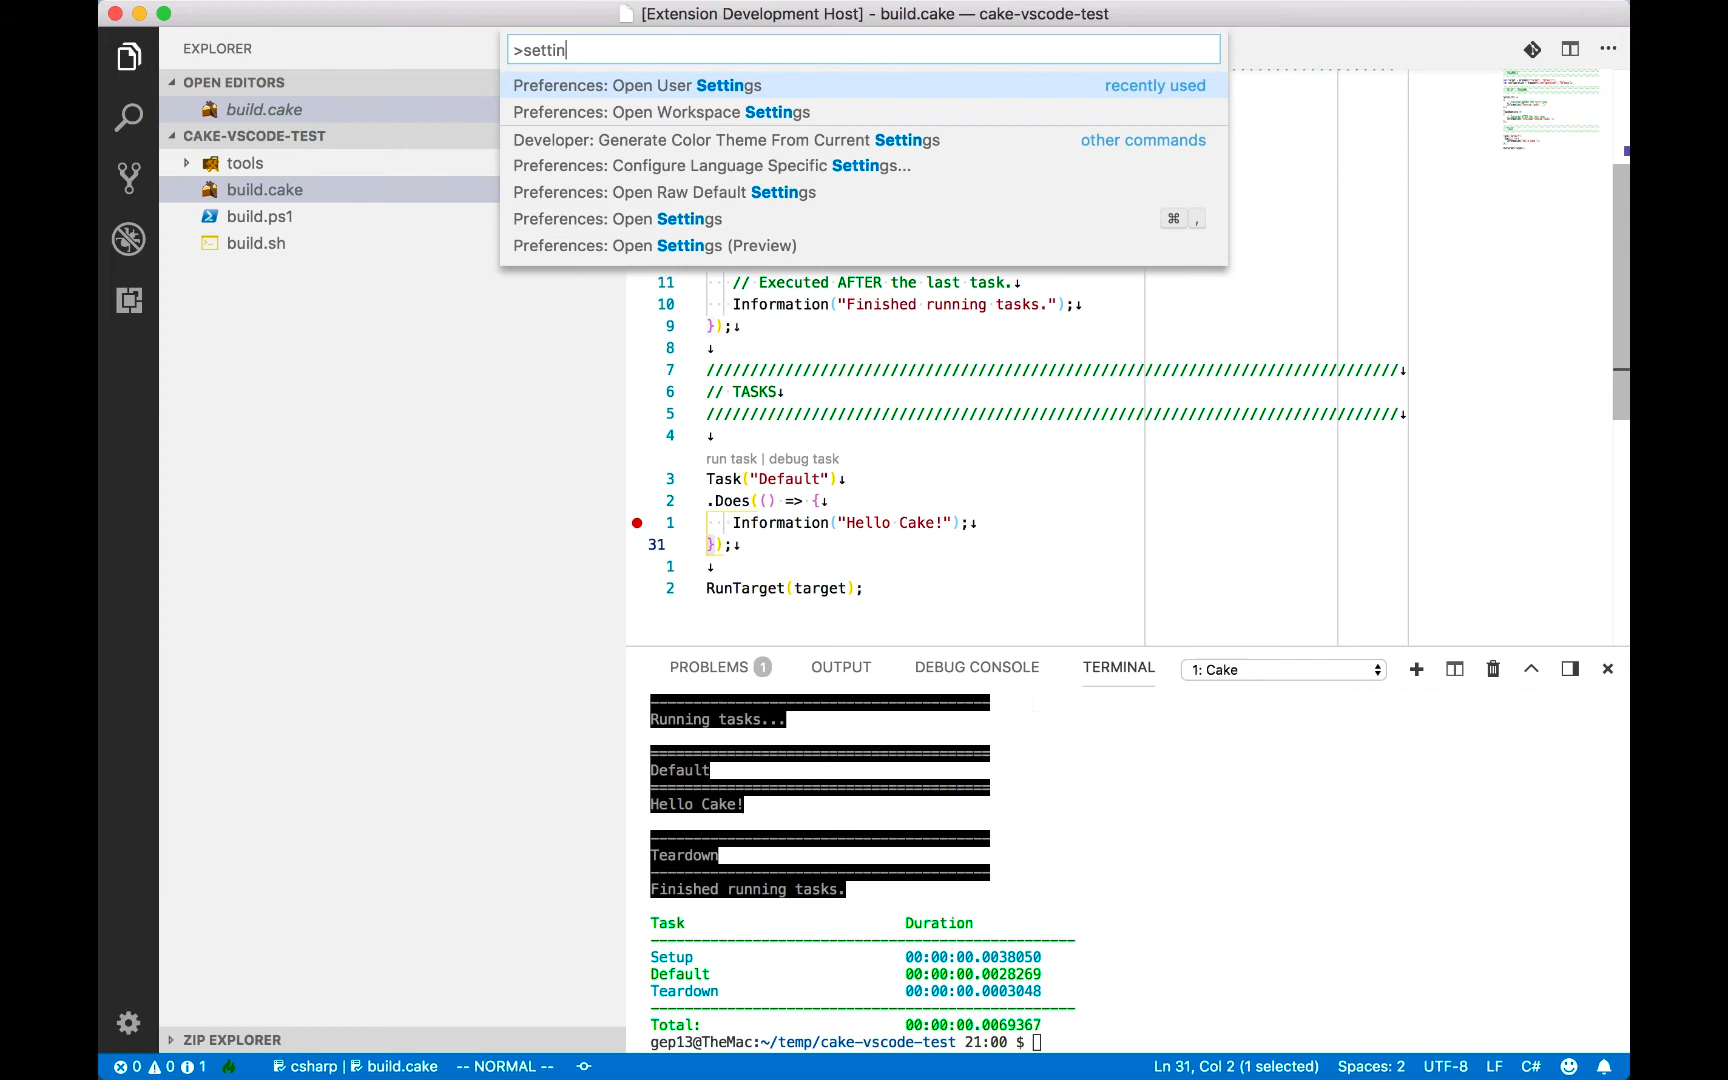 [Extension Development Host] - build.cake — cake-vscode-test
EXPLORER
OPEN EDITORS
build.cake
CAKE-VSCODE-TEST
tools
build.cake
build.ps1
build.sh
ZIP EXPLORER
>settin
Preferences: Open User Settings recently used
Preferences: Open Workspace Settings
Developer: Generate Color Theme From Current Settings other commands
Preferences: Configure Language Specific Settings...
Preferences: Open Raw Default Settings
Preferences: Open Settings ⌘ ,
Preferences: Open Settings (Preview)
11 // Executed AFTER the last task.↓
10 Information("Finished running tasks.");↓
9 });↓
8 ↓
7 ////////////////////////////////////////////////////////////////////////////////↓
6 // TASKS↓
5 ////////////////////////////////////////////////////////////////////////////////↓
4 ↓
run task | debug task
3 Task("Default")↓
2 .Does(() => {↓
1 Information("Hello Cake!");↓
31 });↓
1 ↓
2 RunTarget(target);
PROBLEMS 1 OUTPUT DEBUG CONSOLE TERMINAL 1: Cake
========================================
Running tasks...
========================================
Default
========================================
Hello Cake!
----------------------------------------
Teardown
----------------------------------------
Finished running tasks.
Task Duration
--------------------------------------------------
Setup 00:00:00.0038050
Default 00:00:00.0028269
Teardown 00:00:00.0003048
--------------------------------------------------
Total: 00:00:00.0069367
gep13@TheMac:~/temp/cake-vscode-test 21:00 $
0 0 1 csharp | build.cake -- NORMAL -- Ln 31, Col 2 (1 selected) Spaces: 2 UTF-8 LF C#